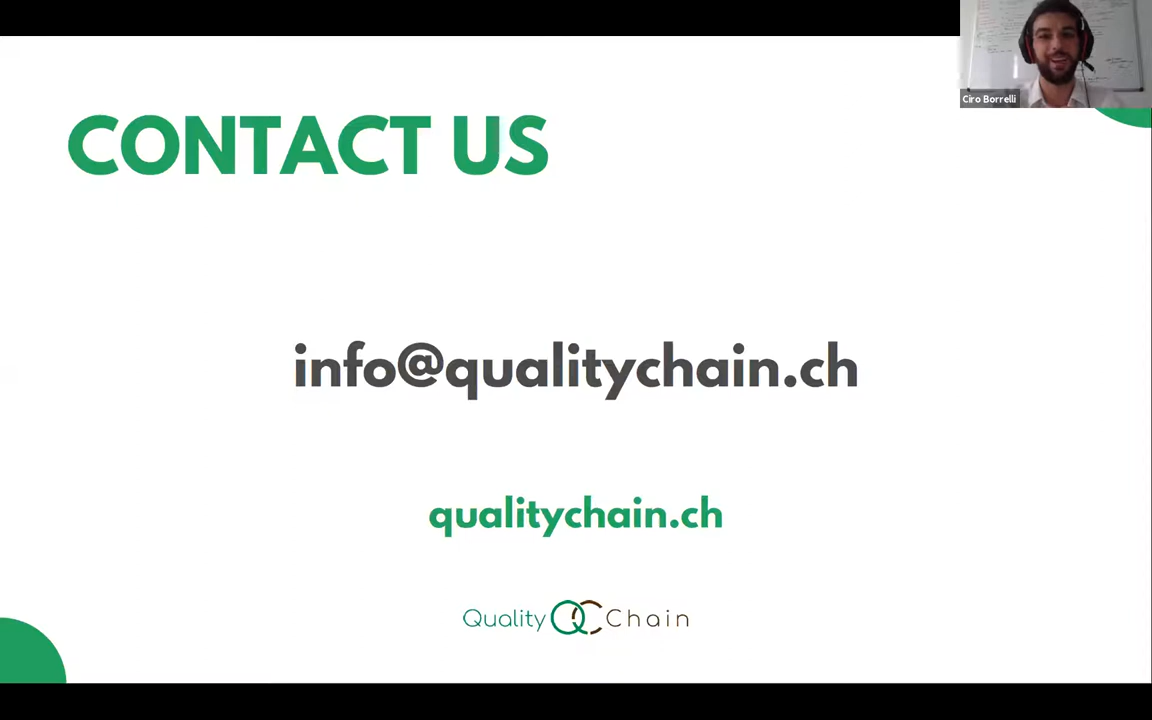 Ciro Borrelli
CONTACT US
info@qualitychain.ch
qualitychain.ch
Quality QC Chain